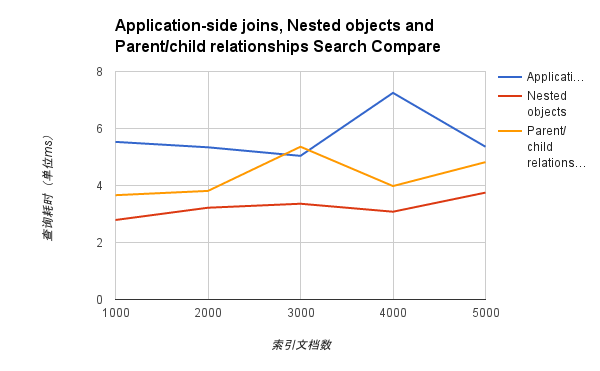 Application-side joins, Nested objects and
Parent/child relationships Search Compare
8
6
4
2
0
1000 2000 3000 4000 5000
查询耗时（单位ms）
索引文档数
Applicati...
Nested
objects
Parent/
child
relations...